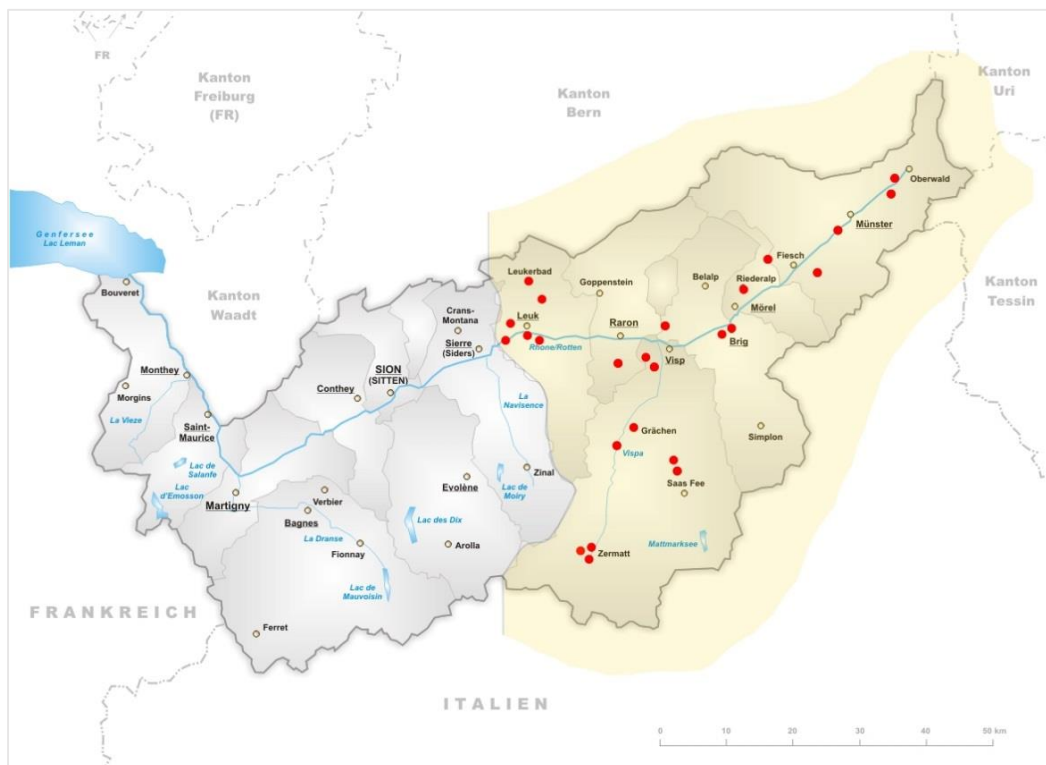 FR
Kanton
Freiburg
(FR)
Kanton
Bern
Kanton
Uri
Oberwald
Münster
Genfersee
Lac Leman
Fiesch
Leukerbad
Goppenstein
Belalp
Riederalp
Kanton
Tessin
Bouveret
Kanton
Waadt
Crans-
Montana
Leuk
Mörel
Raron
Sierre
(Siders)
Rhone/Rotten
Brig
Visp
Monthey
SION
(SITTEN)
Conthey
Morgins
La
Navisence
La Vieze
Saint-
Maurice
Grächen
Simplon
Vispa
Lac de
Salanfe
Zinal
Saas Fee
Lac
d'Emosson
Evolène
Lac de
Moiry
Martigny
Verbier
Bagnes
Lac des Dix
La Dranse
Fionnay
Arolla
Mattmarksee
Zermatt
Lac de
Mauvoisin
FRANKREICH
Ferret
ITALIEN
0 10 20 30 40 50 km